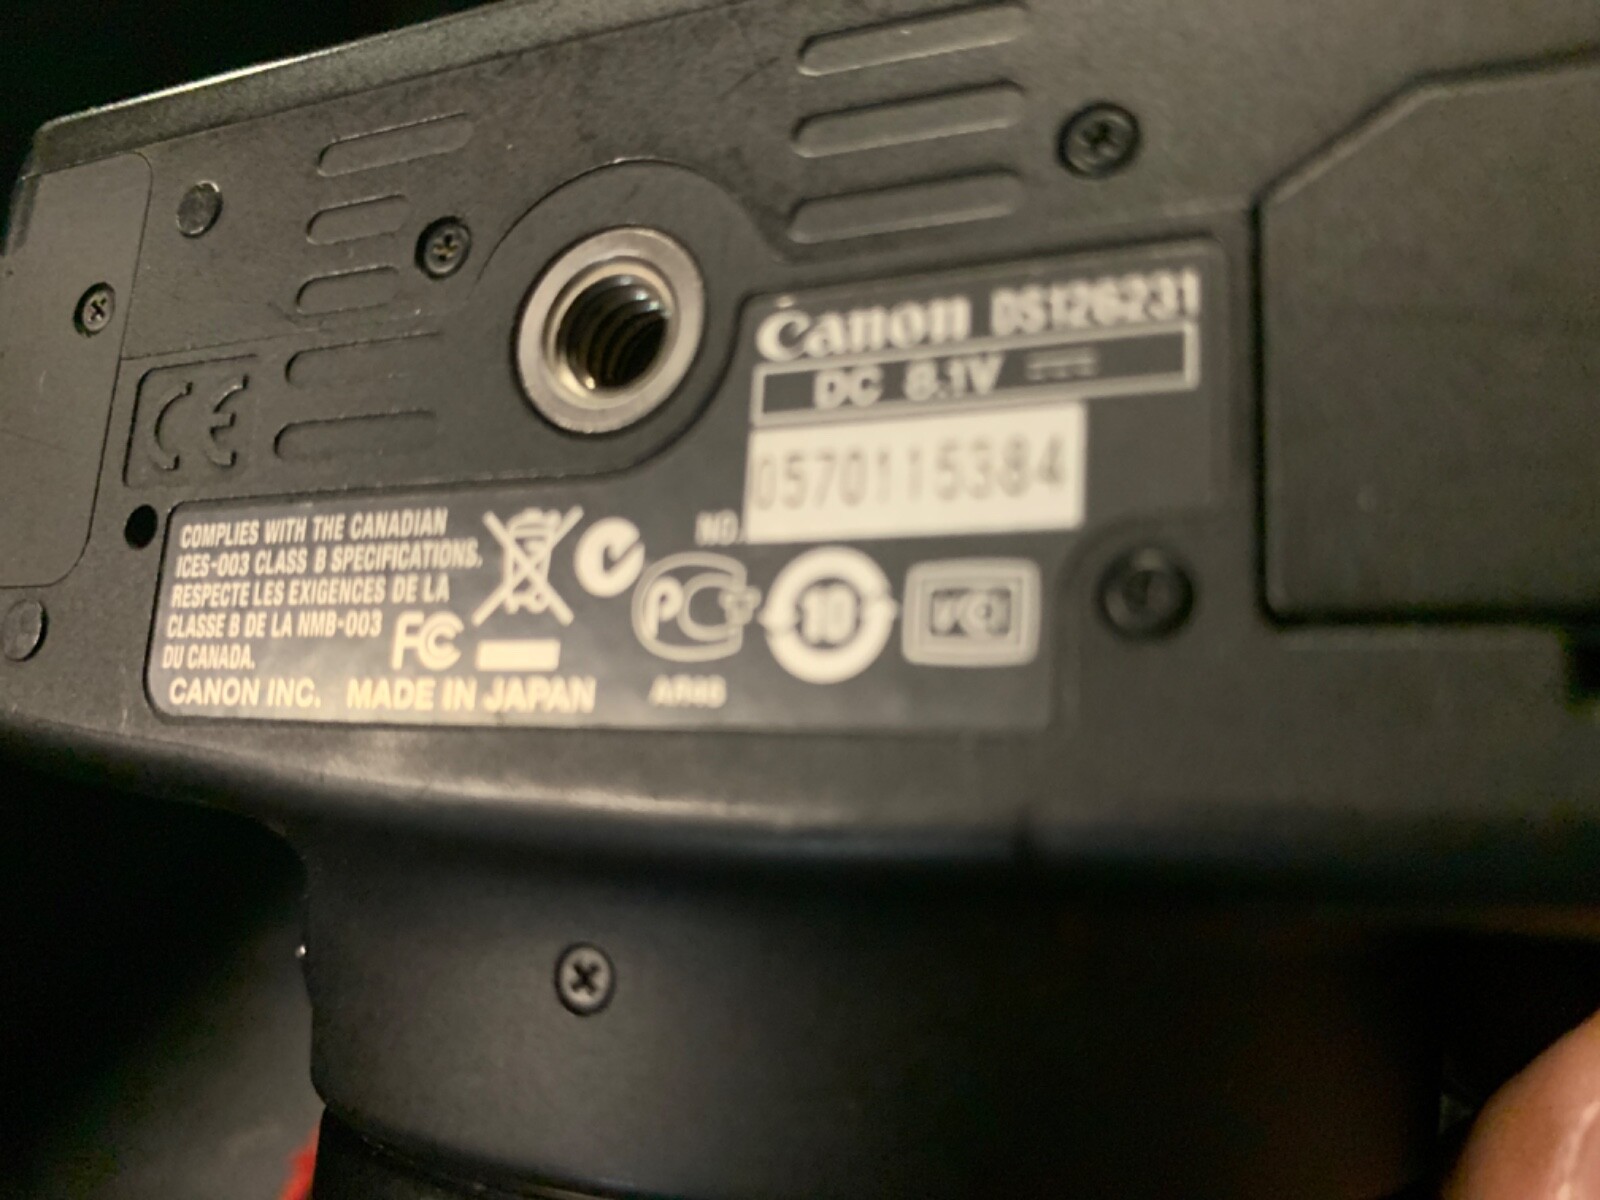 Canon DS126231
DC 8.1V
NO. 0570115384
COMPLIES WITH THE CANADIAN
ICES-003 CLASS B SPECIFICATIONS.
RESPECTE LES EXIGENCES DE LA
CLASSE B DE LA NMB-003
DU CANADA.
FC
CE
PC
10
VCI
CANON INC. MADE IN JAPAN